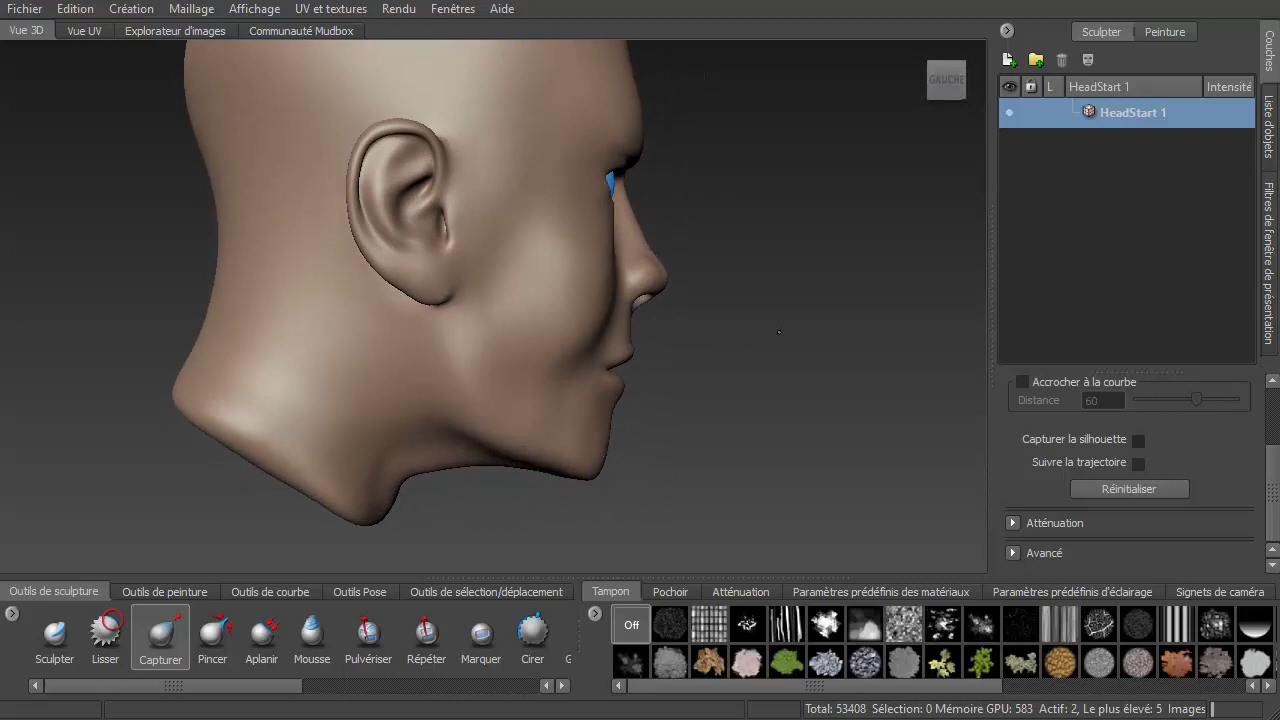 Fichier Edition Création Maillage Affichage UV et textures Rendu Fenêtres Aide
Vue 3D Vue UV Explorateur d'images Communauté Mudbox
Sculpter Peinture
GAUCHE
L HeadStart 1 Intensité
HeadStart 1
Couches
Liste d'objets
Filtres de fenêtre de présentation
Accrocher à la courbe
Distance 60
Capturer la silhouette
Suivre la trajectoire
Réinitialiser
Atténuation
Avancé
Outils de sculpture Outils de peinture Outils de courbe Outils Pose Outils de sélection/déplacement
Tampon Pochoir Atténuation Paramètres prédéfinis des matériaux Paramètres prédéfinis d'éclairage Signets de caméra
Off
Sculpter Lisser Capturer Pincer Aplanir Mousse Pulvériser Répéter Marquer Cirer G
Total: 53408 Sélection: 0 Mémoire GPU: 583 Actif: 2, Le plus élevé: 5 Images